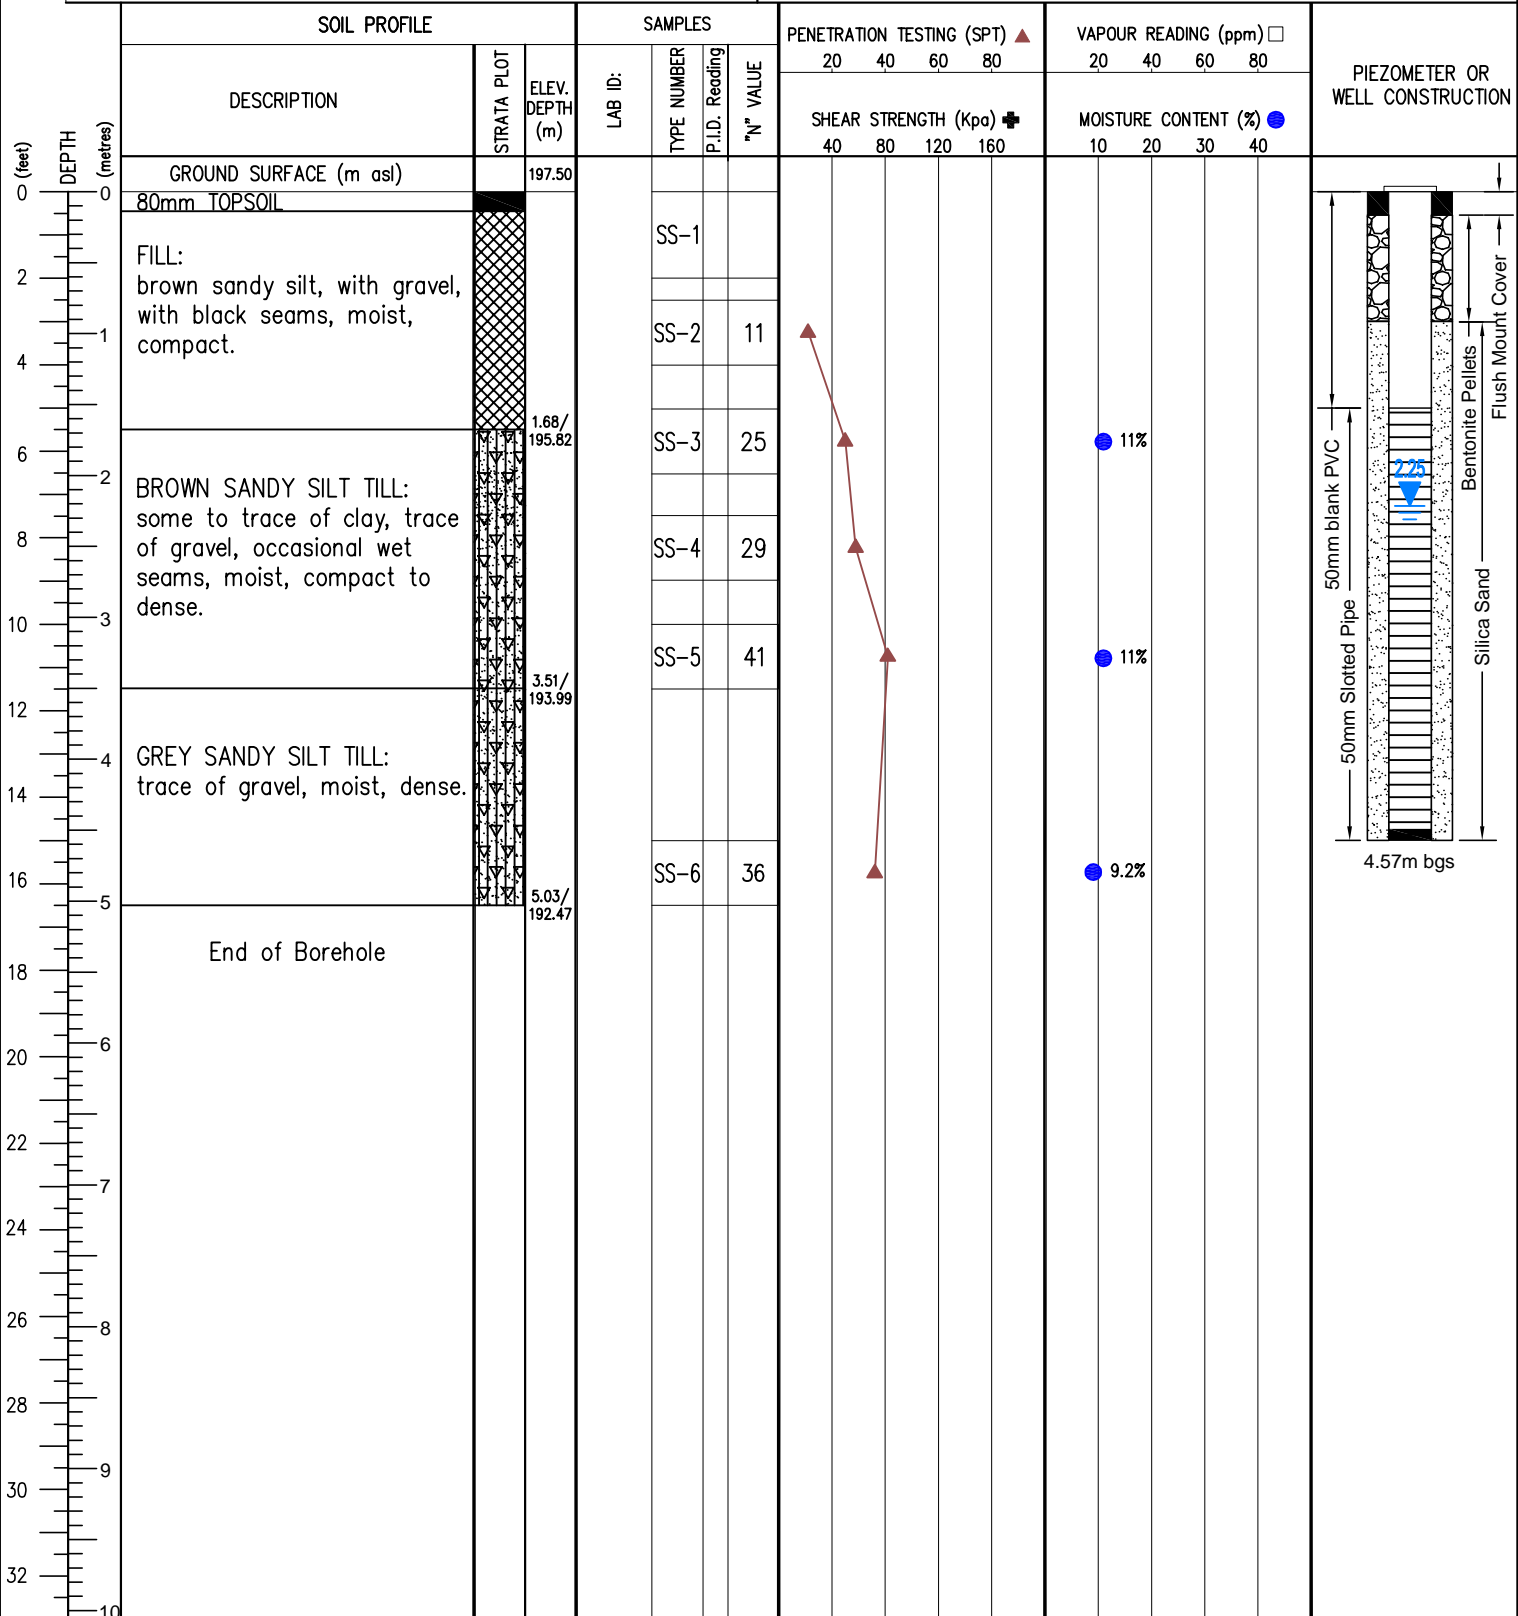 SOIL PROFILE
SAMPLES
PENETRATION TESTING (SPT)
20 40 60 80
VAPOUR READING (ppm)
20 40 60 80
PIEZOMETER OR
WELL CONSTRUCTION
(feet)
DEPTH
(metres)
DESCRIPTION
STRATA PLOT
ELEV.
DEPTH
(m)
LAB ID:
TYPE NUMBER
P.I.D. Reading
"N" VALUE
SHEAR STRENGTH (Kpa)
40 80 120 160
MOISTURE CONTENT (%)
10 20 30 40
GROUND SURFACE (m asl)
197.50
0
0
80mm TOPSOIL
FILL:
brown sandy silt, with gravel,
with black seams, moist,
compact.
SS-1
2
SS-2 11
1
4
1.68/
195.82
SS-3 25
11%
6
2
BROWN SANDY SILT TILL:
some to trace of clay, trace
of gravel, occasional wet
seams, moist, compact to
dense.
8
SS-4 29
10
3
SS-5 41
11%
3.51/
193.99
12
4
GREY SANDY SILT TILL:
trace of gravel, moist, dense.
14
16
SS-6 36
9.2%
5
5.03/
192.47
End of Borehole
18
6
20
22
7
24
26
8
28
9
30
32
10
2.25
50mm blank PVC
50mm Slotted Pipe
Bentonite Pellets
Flush Mount Cover
Silica Sand
4.57m bgs